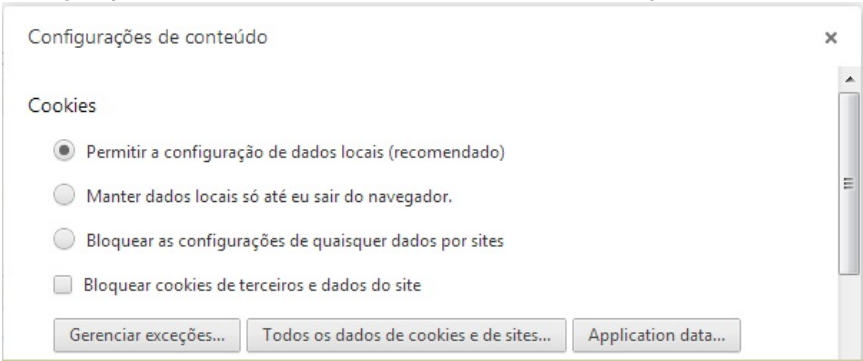 Configurações de conteúdo
Cookies
Permitir a configuração de dados locais (recomendado)
Manter dados locais só até eu sair do navegador.
Bloquear as configurações de quaisquer dados por sites
Bloquear cookies de terceiros e dados do site
Gerenciar exceções... Todos os dados de cookies e de sites... Application data...